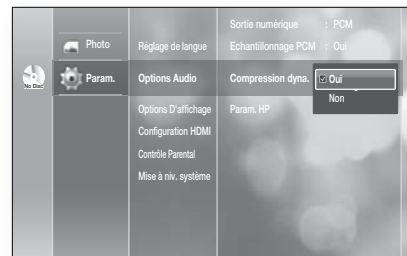 Sortie numérique : PCM
Photo
Réglage de langue
Echantillonnage PCM : Oui
No Disc
Param.
Options Audio
Compression dyna.
Oui
Non
Options D'affichage
Param. HP
Configuration HDMI
Contrôle Parental
Mise à niv. système